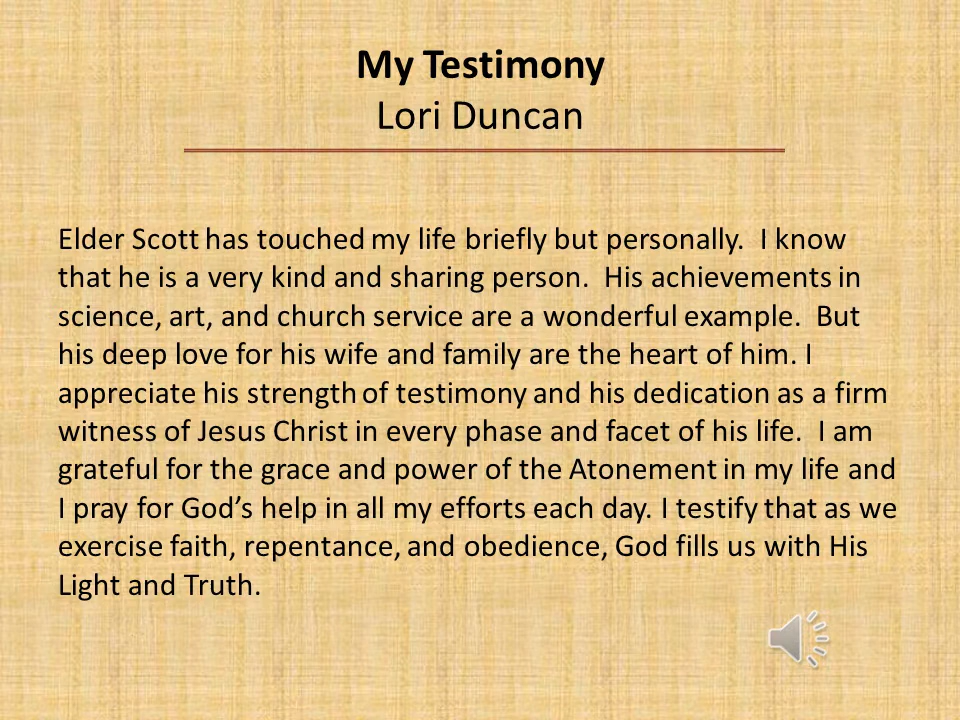 My Testimony
Lori Duncan
Elder Scott has touched my life briefly but personally.  I know
that he is a very kind and sharing person.  His achievements in
science, art, and church service are a wonderful example.  But
his deep love for his wife and family are the heart of him. I
appreciate his strength of testimony and his dedication as a firm
witness of Jesus Christ in every phase and facet of his life.  I am
grateful for the grace and power of the Atonement in my life and
I pray for God’s help in all my efforts each day. I testify that as we
exercise faith, repentance, and obedience, God fills us with His
Light and Truth.